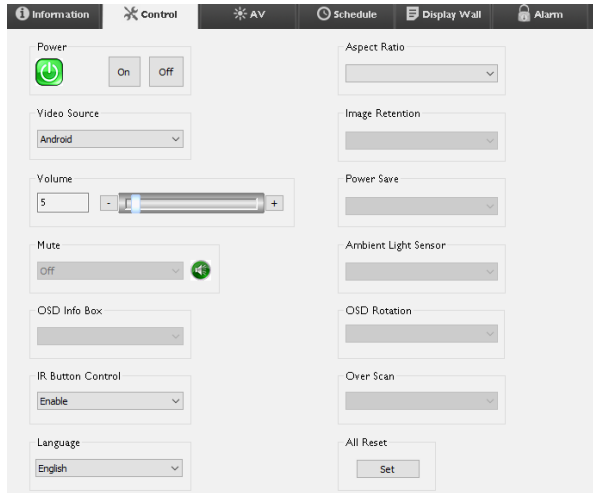 Information Control AV Schedule Display Wall Alarm
Power
On Off
Aspect Ratio
Video Source
Android
Image Retention
Volume
5 - +
Power Save
Mute
Off
Ambient Light Sensor
OSD Info Box
OSD Rotation
IR Button Control
Enable
Over Scan
Language
English
All Reset
Set